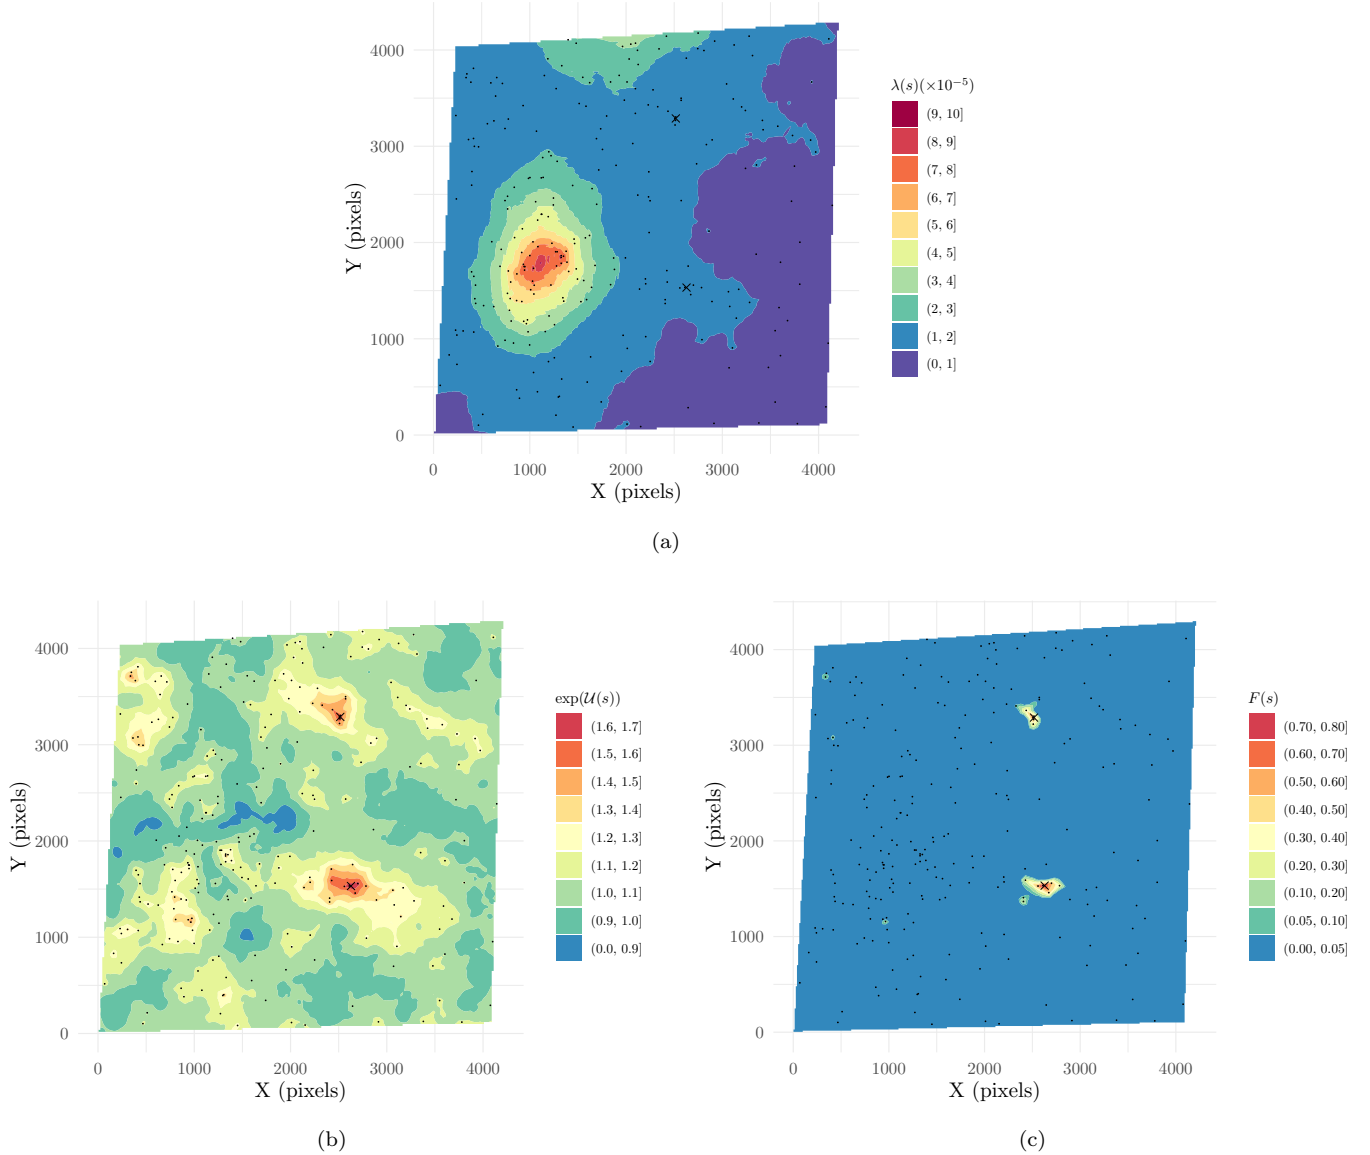 4000
3000
2000
1000
0
Y (pixels)
0 1000 2000 3000 4000
X (pixels)
λ(s)(×10⁻⁵)
(9, 10]
(8, 9]
(7, 8]
(6, 7]
(5, 6]
(4, 5]
(3, 4]
(2, 3]
(1, 2]
(0, 1]
(a)
4000
3000
2000
1000
0
Y (pixels)
0 1000 2000 3000 4000
X (pixels)
exp(𝒰(s))
(1.6, 1.7]
(1.5, 1.6]
(1.4, 1.5]
(1.3, 1.4]
(1.2, 1.3]
(1.1, 1.2]
(1.0, 1.1]
(0.9, 1.0]
(0.0, 0.9]
(b)
4000
3000
2000
1000
0
Y (pixels)
0 1000 2000 3000 4000
X (pixels)
F(s)
(0.70, 0.80]
(0.60, 0.70]
(0.50, 0.60]
(0.40, 0.50]
(0.30, 0.40]
(0.20, 0.30]
(0.10, 0.20]
(0.05, 0.10]
(0.00, 0.05]
(c)